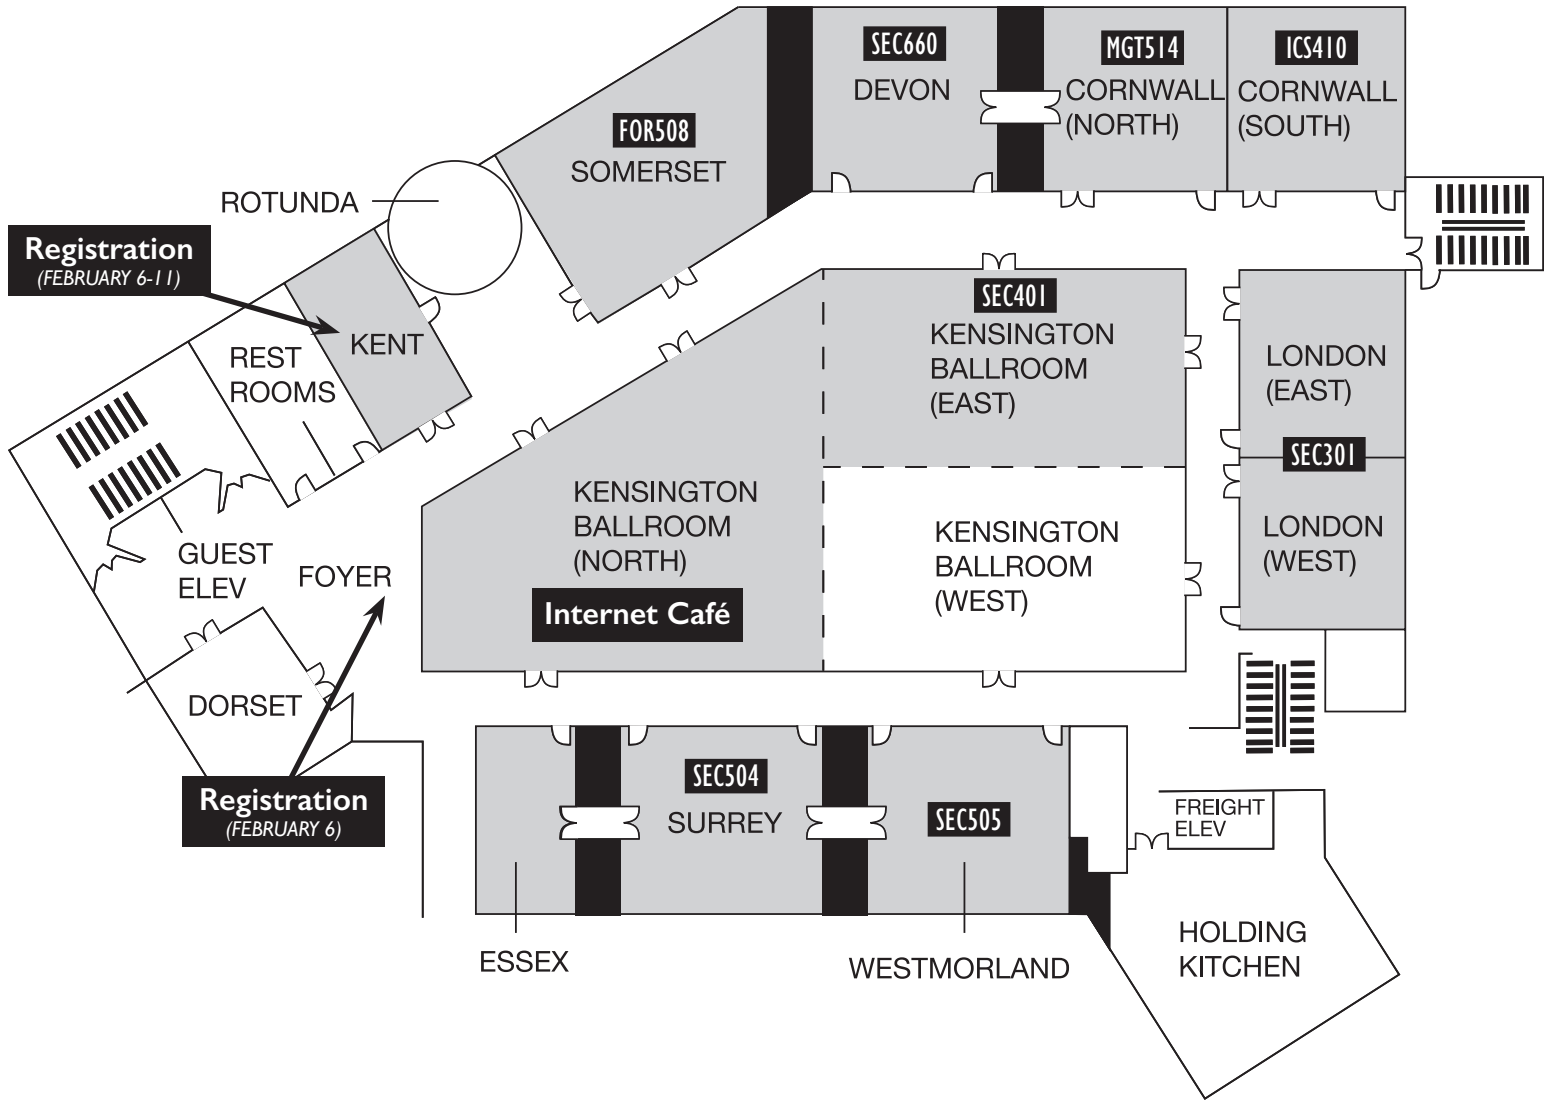 SEC660
DEVON
MGT514
CORNWALL
(NORTH)
ICS410
CORNWALL
(SOUTH)
FOR508
SOMERSET
ROTUNDA
Registration
(FEBRUARY 6-11)
KENT
REST
ROOMS
SEC401
KENSINGTON
BALLROOM
(EAST)
LONDON
(EAST)
SEC301
LONDON
(WEST)
KENSINGTON
BALLROOM
(NORTH)
Internet Café
KENSINGTON
BALLROOM
(WEST)
GUEST
ELEV
FOYER
DORSET
Registration
(FEBRUARY 6)
SEC504
SURREY
SEC505
FREIGHT
ELEV
ESSEX
WESTMORLAND
HOLDING
KITCHEN